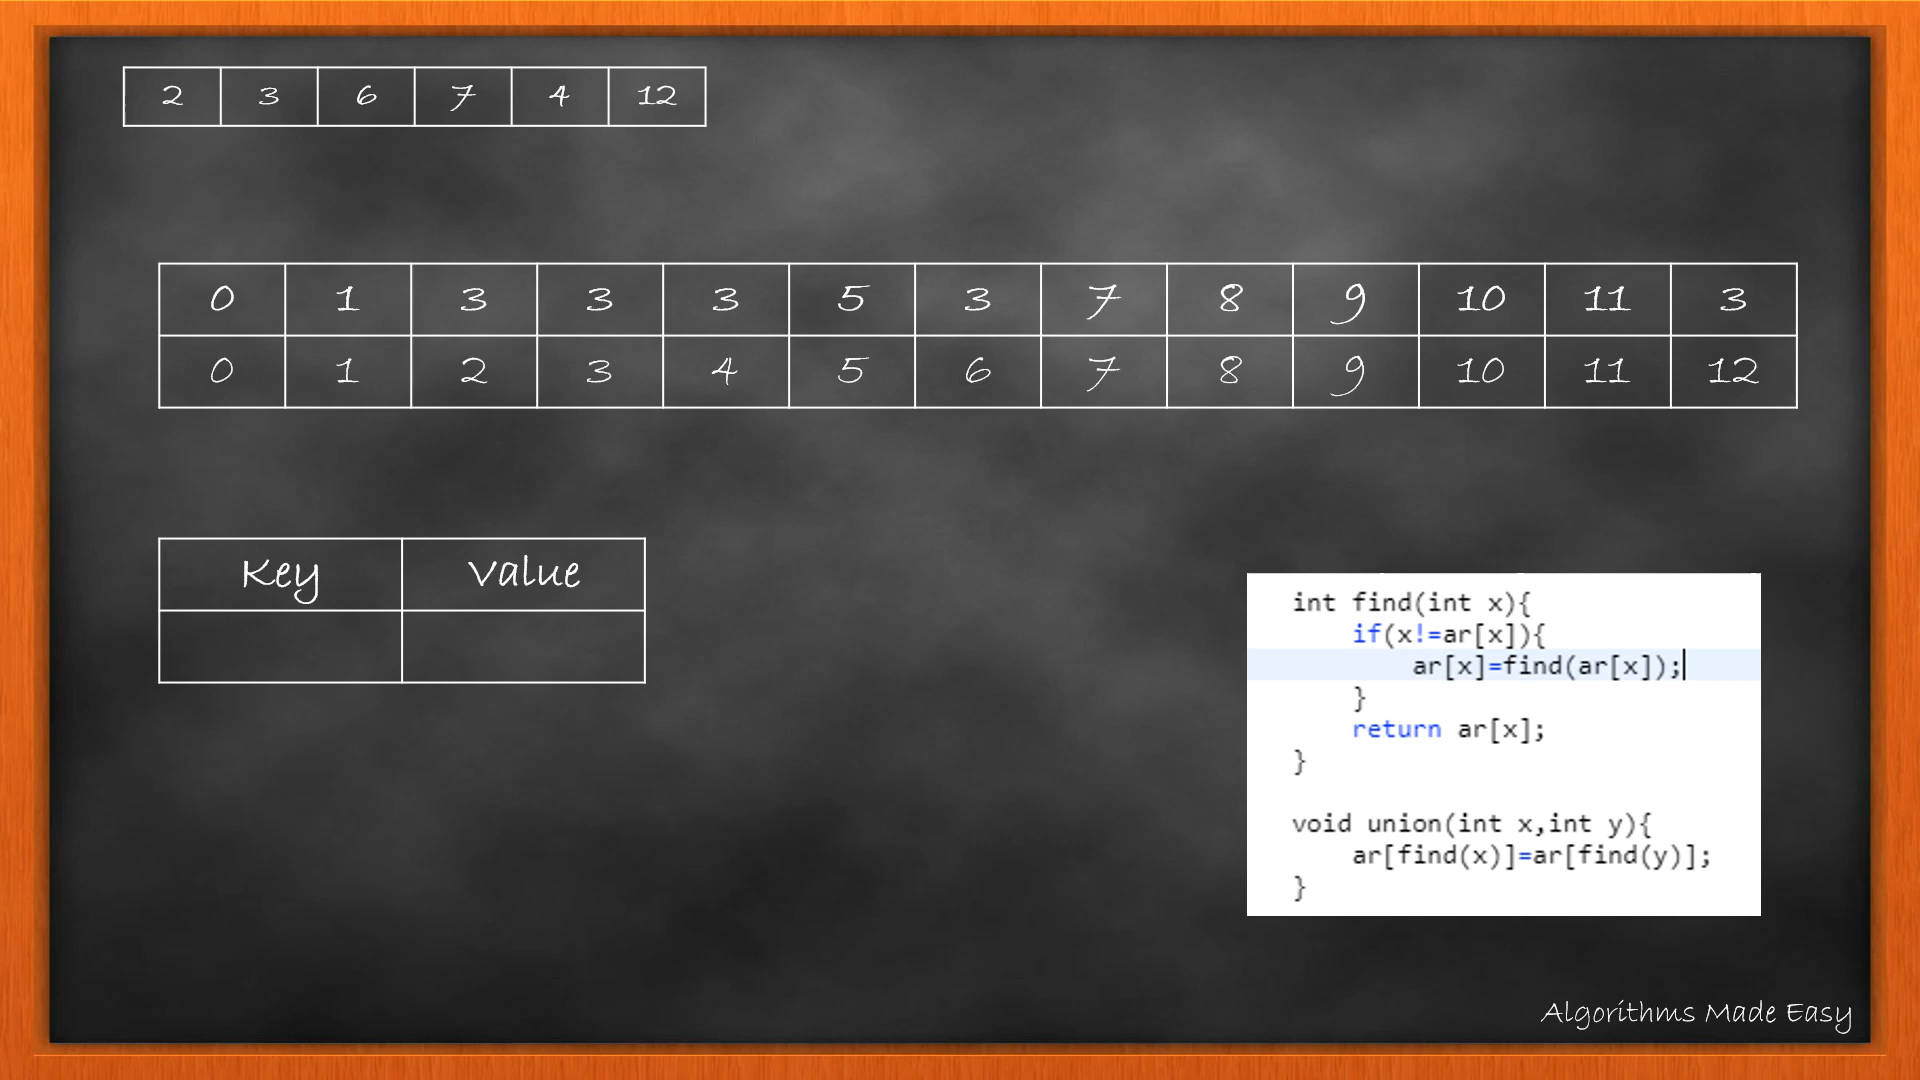 2 3 6 7 4 12
0 1 3 3 3 5 3 7 8 9 10 11 3
0 1 2 3 4 5 6 7 8 9 10 11 12
Key Value
int find(int x){
if(x!=ar[x]){
ar[x]=find(ar[x]);
}
return ar[x];
}
void union(int x,int y){
ar[find(x)]=ar[find(y)];
}
Algorithms Made Easy